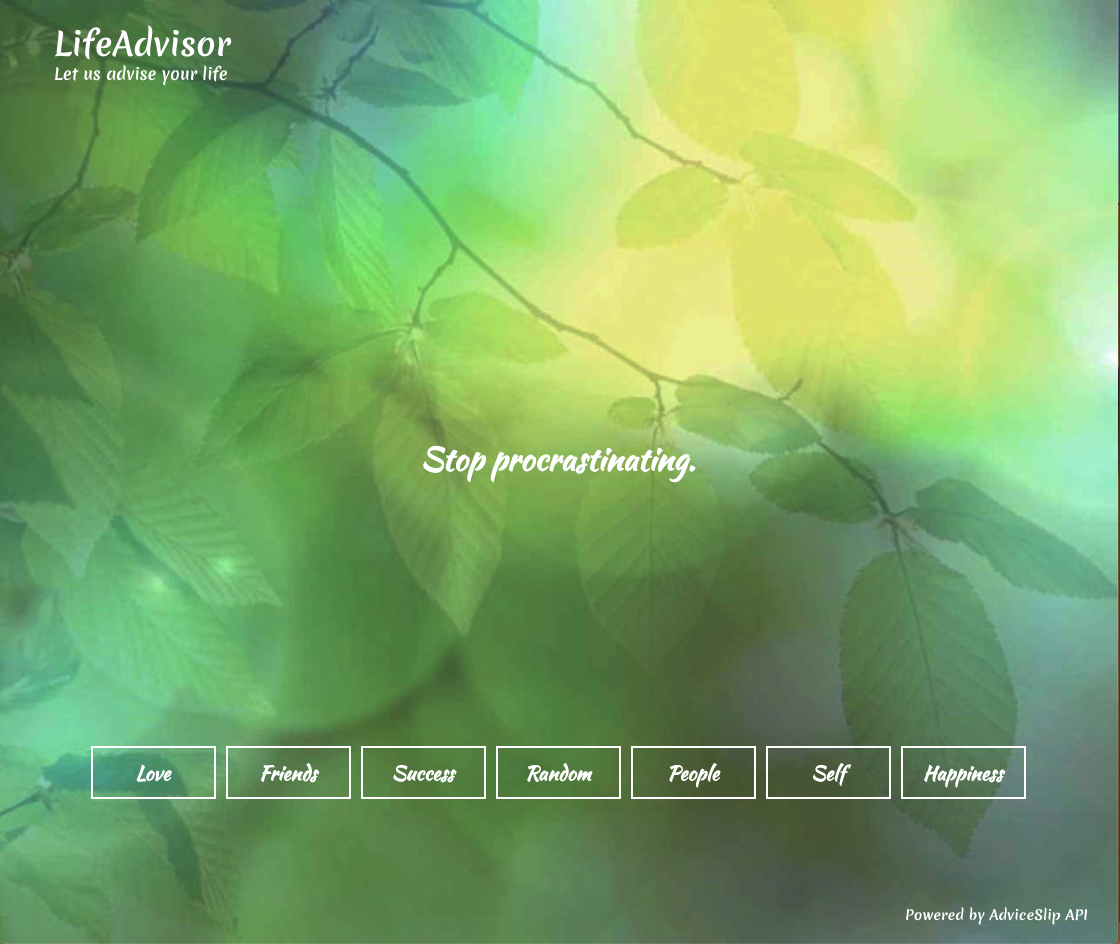 LifeAdvisor
Let us advise your life
Stop procrastinating.
Love
Friends
Success
Random
People
Self
Happiness
Powered by AdviceSlip API